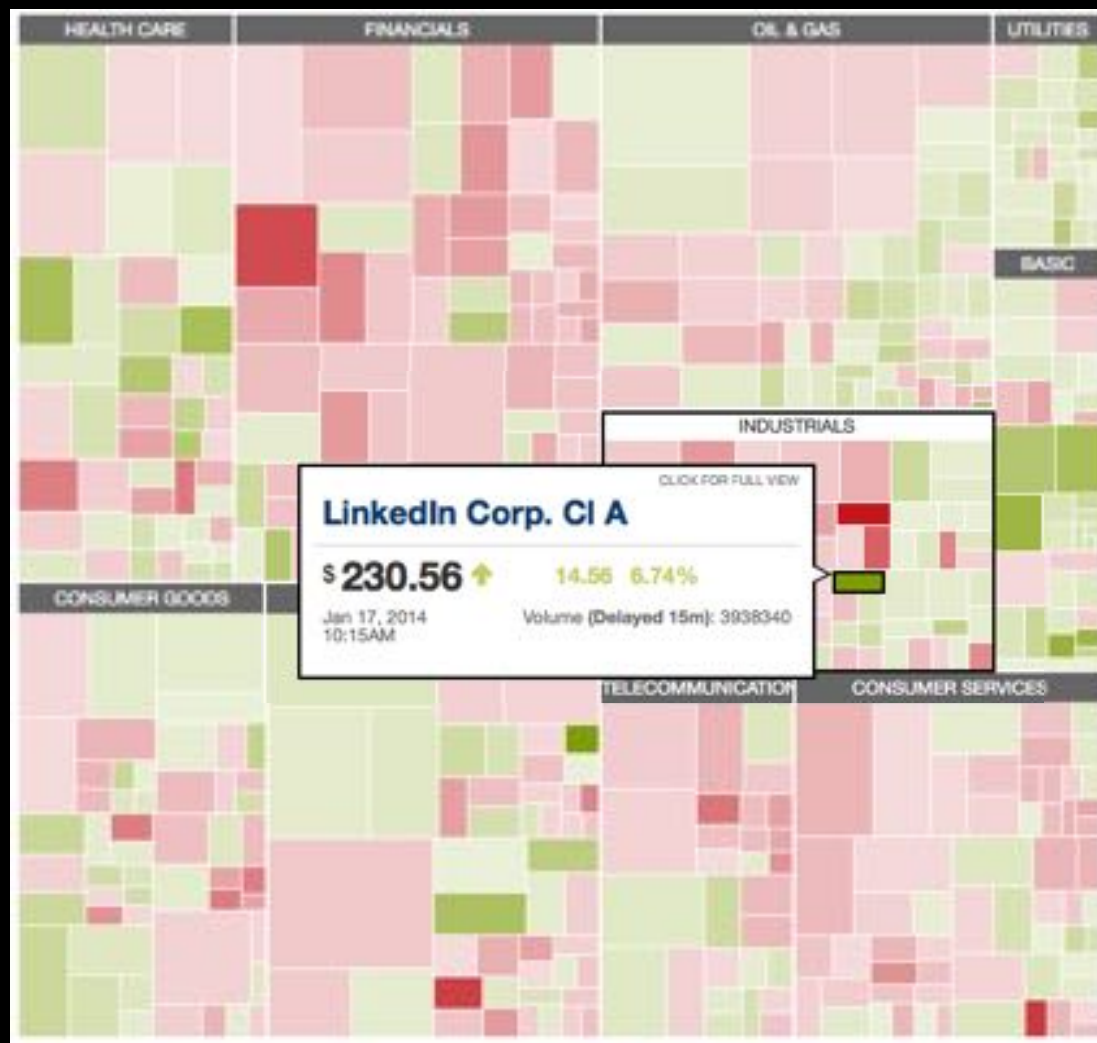 HEALTH CARE
FINANCIALS
OIL & GAS
UTILITIES
BASIC
INDUSTRIALS
CLICK FOR FULL VIEW
LinkedIn Corp. Cl A
$ 230.56 14.56 6.74%
Jan 17, 2014 Volume (Delayed 15m): 3938340
10:15AM
CONSUMER GOODS
TELECOMMUNICATION
CONSUMER SERVICES